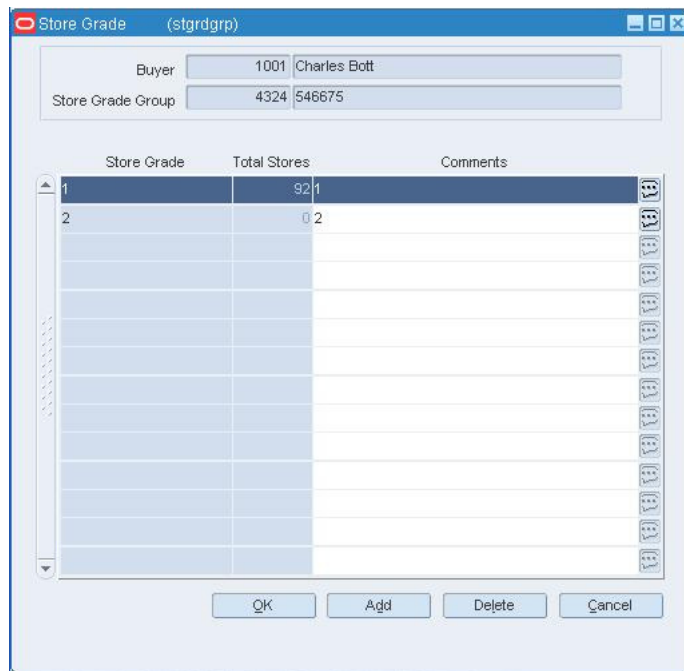 Store Grade (stgrdgrp)
Buyer 1001 Charles Bott
Store Grade Group 4324 546675
Store Grade Total Stores Comments
1 92 1
2 0 2
OK Add Delete Cancel